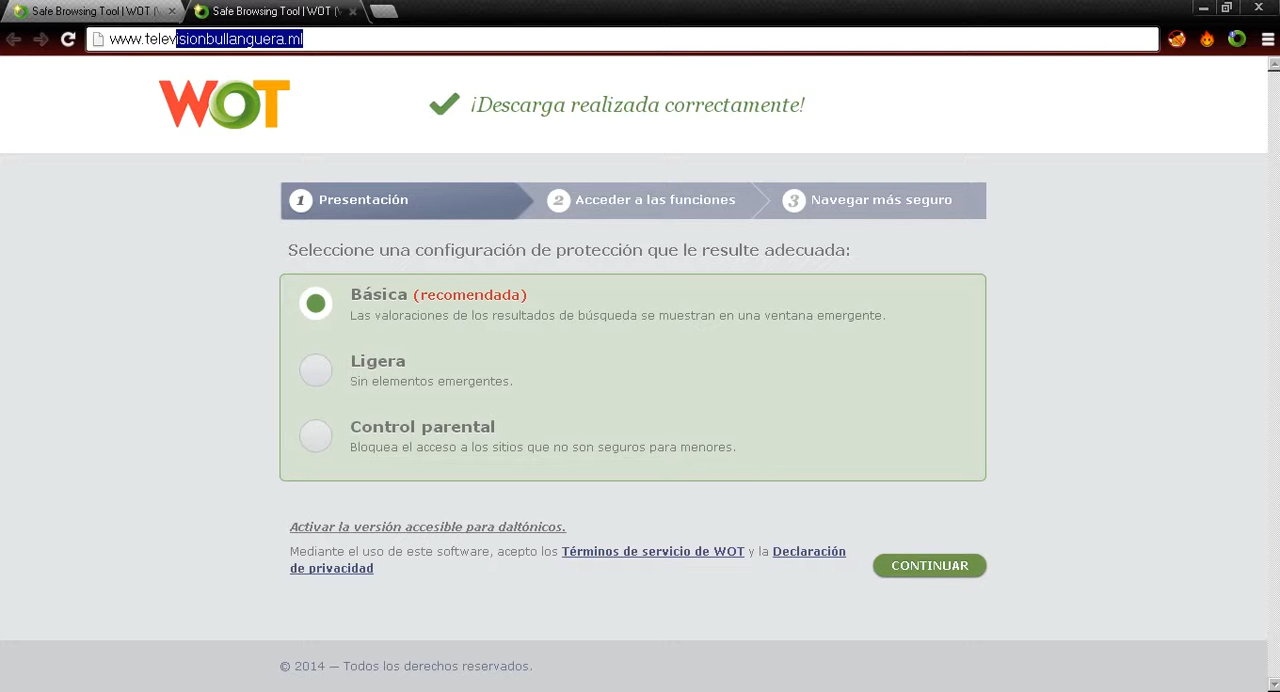 Safe Browsing Tool | WOT (
Safe Browsing Tool | WOT (
www.televisionbullanguera.ml
WOT
¡Descarga realizada correctamente!
1 Presentación
2 Acceder a las funciones
3 Navegar más seguro
Seleccione una configuración de protección que le resulte adecuada:
Básica (recomendada)
Las valoraciones de los resultados de búsqueda se muestran en una ventana emergente.
Ligera
Sin elementos emergentes.
Control parental
Bloquea el acceso a los sitios que no son seguros para menores.
Activar la versión accesible para daltónicos.
Mediante el uso de este software, acepto los Términos de servicio de WOT y la Declaración
de privacidad
CONTINUAR
© 2014 — Todos los derechos reservados.